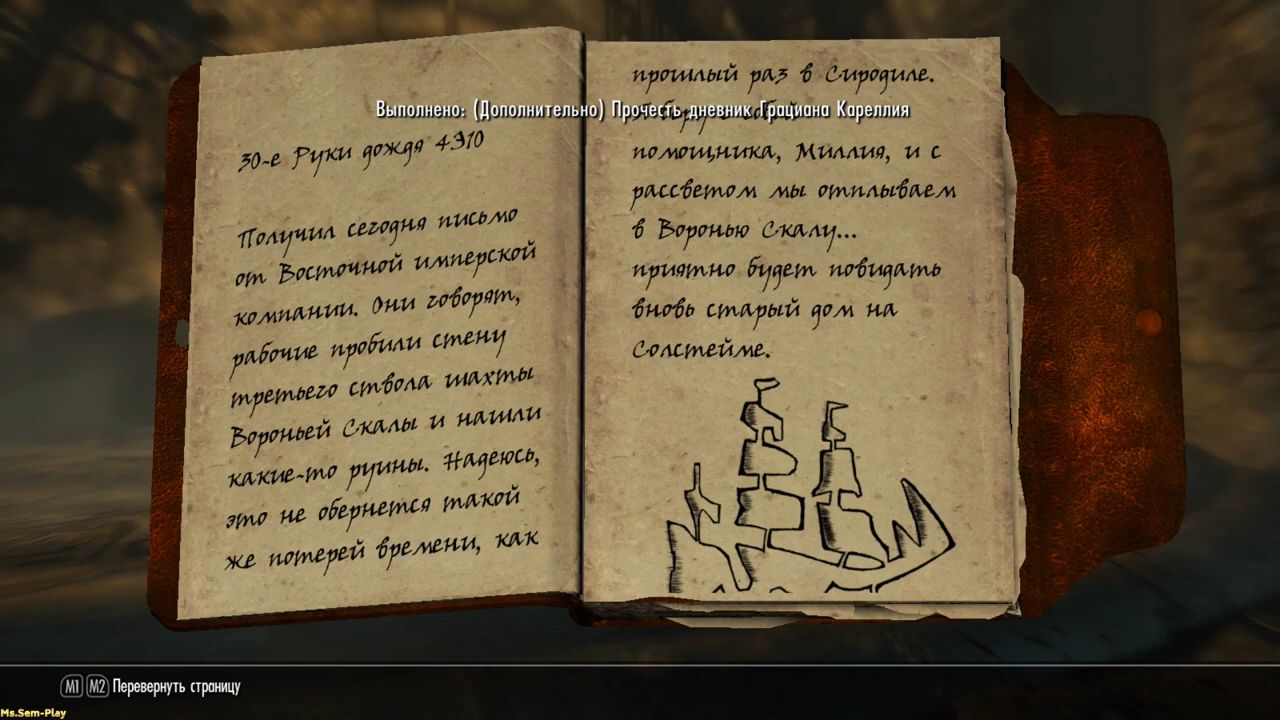 30-е Руки дождя 4Э10
Получил сегодня письмо
от Восточной имперской
компании. Они говорят,
рабочие пробили стену
третьего ствола шахты
Вороньей Скалы и нашли
какие-то руины. Надеюсь,
это не обернется такой
же потерей времени, как
прошлый раз в Сиродиле.
Выполнено: (Дополнительно) Прочесть дневник Грациана Кареллия
помощника, Миллия, и с
рассветом мы отплываем
в Воронью Скалу...
приятно будет повидать
вновь старый дом на
Солстейме.
M1 M2 Перевернуть страницу
Ms.Sem-Play